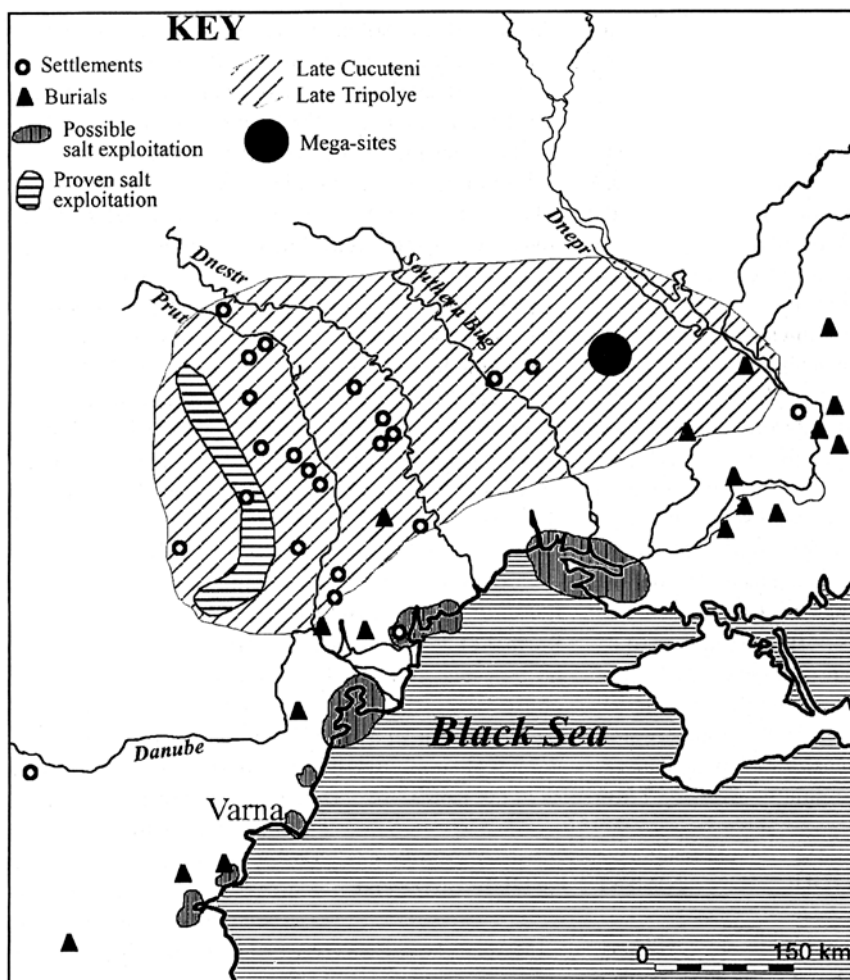 KEY
Settlements
Burials
Possible
salt exploitation
Proven salt
exploitation
Late Cucuteni
Late Tripolye
Mega-sites
Dnestr
Prut
Southern Bug
Dnepr
Danube
Black Sea
Varna
0 150 km